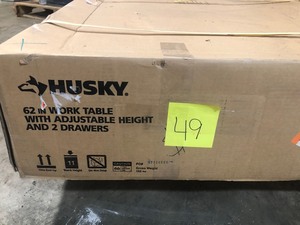 HUSKY.
62 IN WORK TABLE
WITH ADJUSTABLE HEIGHT
AND 2 DRAWERS
49